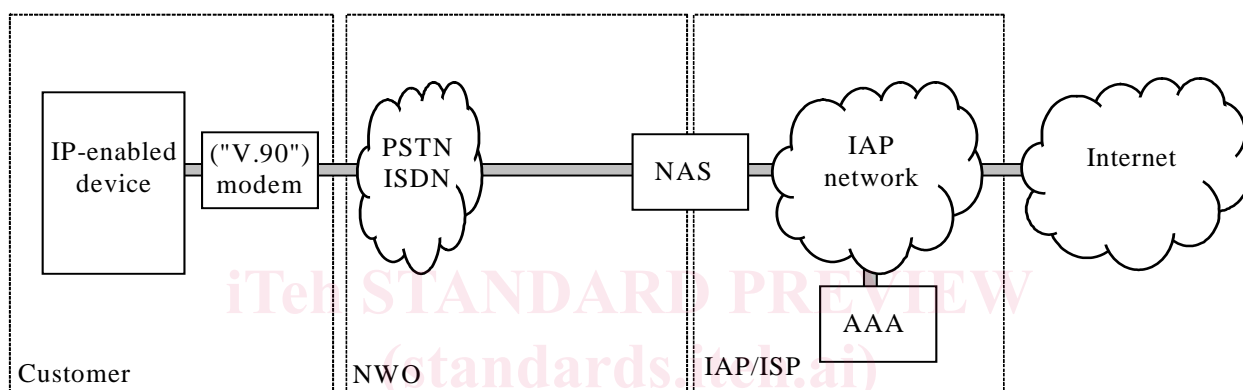 IP-enabled
device
("V.90")
modem
PSTN
ISDN
NAS
IAP
network
Internet
AAA
iTeh STANDARD PREVIEW
(standards.iteh.ai)
Customer
NWO
IAP/ISP